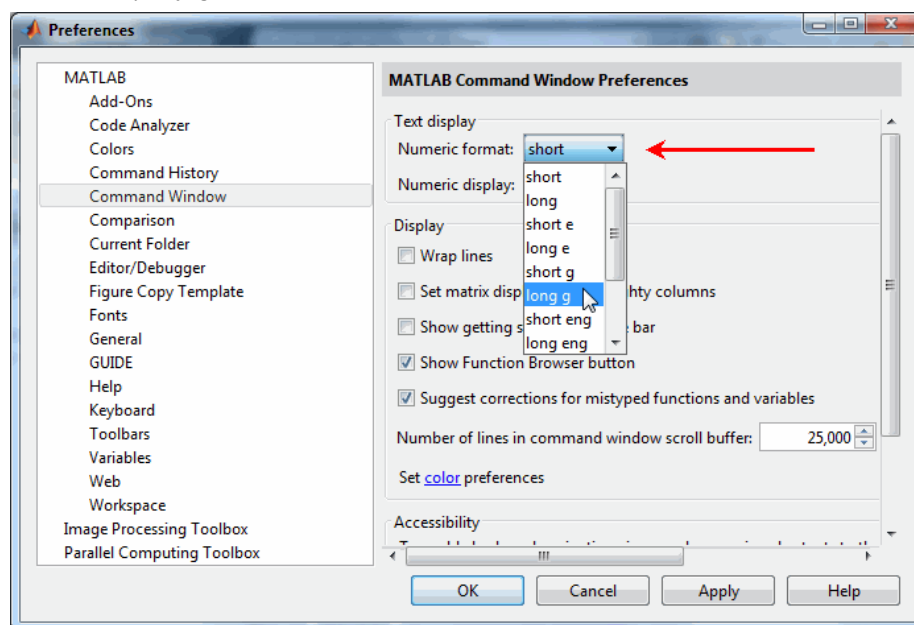 Preferences
MATLAB
Add-Ons
Code Analyzer
Colors
Command History
Command Window
Comparison
Current Folder
Editor/Debugger
Figure Copy Template
Fonts
General
GUIDE
Help
Keyboard
Toolbars
Variables
Web
Workspace
Image Processing Toolbox
Parallel Computing Toolbox
MATLAB Command Window Preferences
Text display
Numeric format: short
Numeric display:
short
long
short e
long e
short g
long g
short eng
long eng
Display
Wrap lines
Set matrix disp hty columns
Show getting s bar
Show Function Browser button
Suggest corrections for mistyped functions and variables
Number of lines in command window scroll buffer: 25,000
Set color preferences
Accessibility
OK Cancel Apply Help